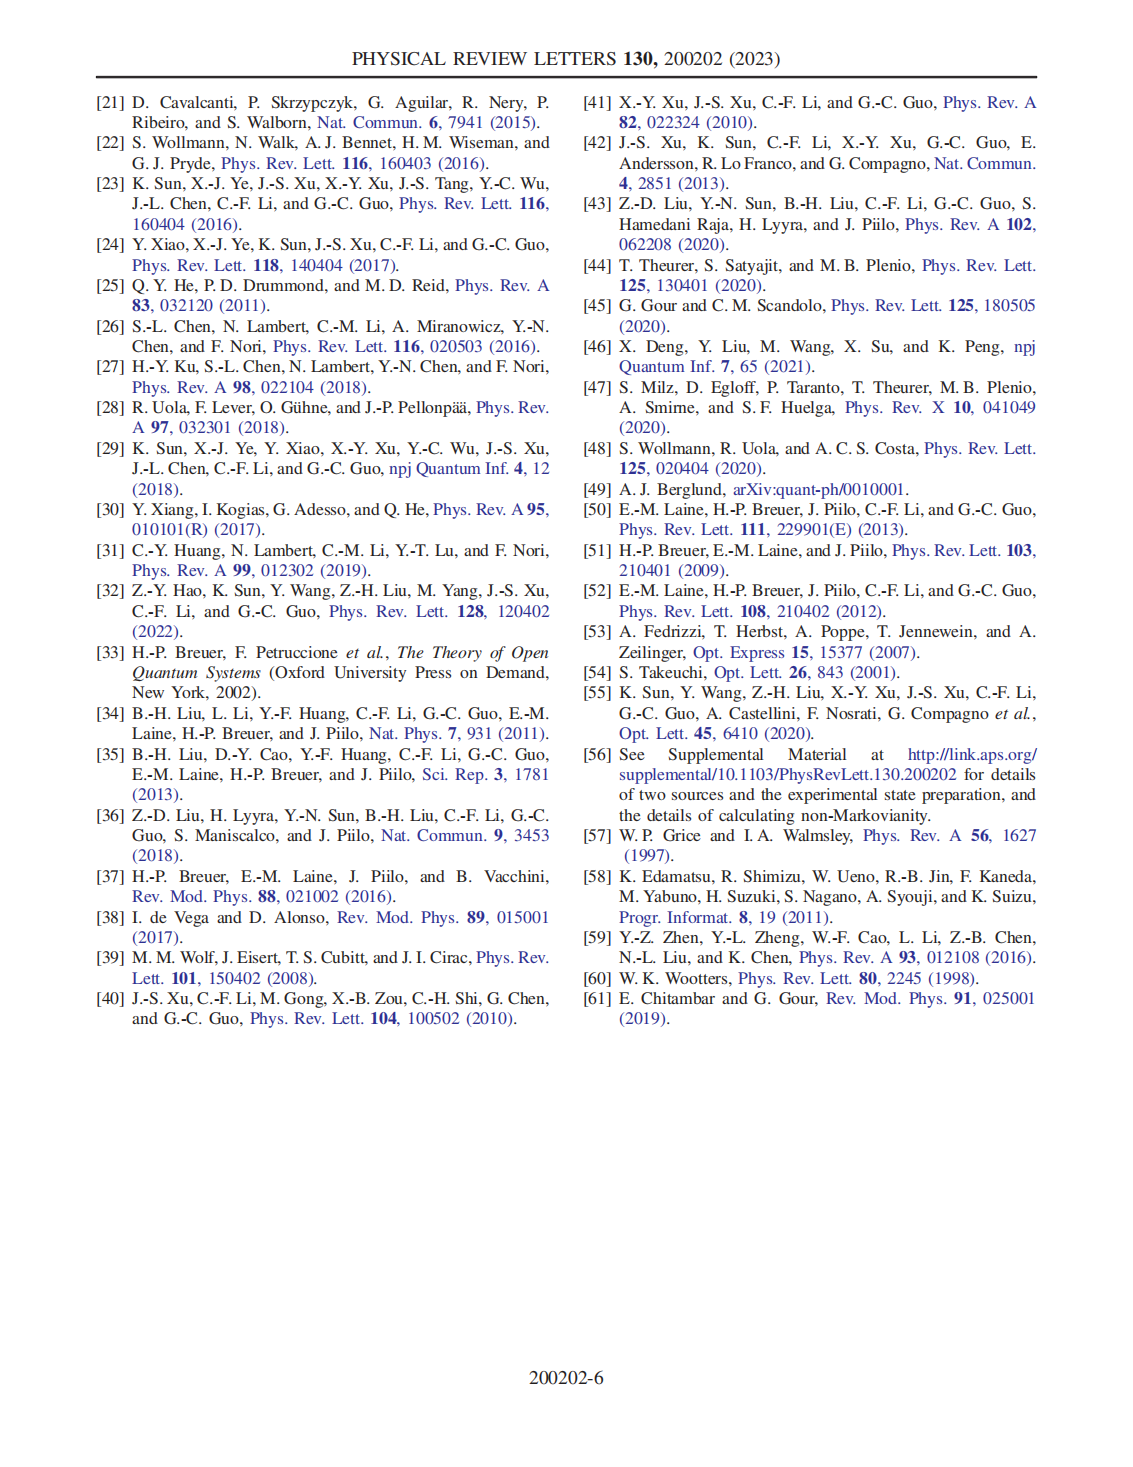 PHYSICAL REVIEW LETTERS 130, 200202 (2023)
[21] D. Cavalcanti, P. Skrzypczyk, G. Aguilar, R. Nery, P.
Ribeiro, and S. Walborn, Nat. Commun. 6, 7941 (2015).
[22] S. Wollmann, N. Walk, A. J. Bennet, H. M. Wiseman, and
G. J. Pryde, Phys. Rev. Lett. 116, 160403 (2016).
[23] K. Sun, X.-J. Ye, J.-S. Xu, X.-Y. Xu, J.-S. Tang, Y.-C. Wu,
J.-L. Chen, C.-F. Li, and G.-C. Guo, Phys. Rev. Lett. 116,
160404 (2016).
[24] Y. Xiao, X.-J. Ye, K. Sun, J.-S. Xu, C.-F. Li, and G.-C. Guo,
Phys. Rev. Lett. 118, 140404 (2017).
[25] Q. Y. He, P. D. Drummond, and M. D. Reid, Phys. Rev. A
83, 032120 (2011).
[26] S.-L. Chen, N. Lambert, C.-M. Li, A. Miranowicz, Y.-N.
Chen, and F. Nori, Phys. Rev. Lett. 116, 020503 (2016).
[27] H.-Y. Ku, S.-L. Chen, N. Lambert, Y.-N. Chen, and F. Nori,
Phys. Rev. A 98, 022104 (2018).
[28] R. Uola, F. Lever, O. Gühne, and J.-P. Pellonpää, Phys. Rev.
A 97, 032301 (2018).
[29] K. Sun, X.-J. Ye, Y. Xiao, X.-Y. Xu, Y.-C. Wu, J.-S. Xu,
J.-L. Chen, C.-F. Li, and G.-C. Guo, npj Quantum Inf. 4, 12
(2018).
[30] Y. Xiang, I. Kogias, G. Adesso, and Q. He, Phys. Rev. A 95,
010101(R) (2017).
[31] C.-Y. Huang, N. Lambert, C.-M. Li, Y.-T. Lu, and F. Nori,
Phys. Rev. A 99, 012302 (2019).
[32] Z.-Y. Hao, K. Sun, Y. Wang, Z.-H. Liu, M. Yang, J.-S. Xu,
C.-F. Li, and G.-C. Guo, Phys. Rev. Lett. 128, 120402
(2022).
[33] H.-P. Breuer, F. Petruccione et al., The Theory of Open
Quantum Systems (Oxford University Press on Demand,
New York, 2002).
[34] B.-H. Liu, L. Li, Y.-F. Huang, C.-F. Li, G.-C. Guo, E.-M.
Laine, H.-P. Breuer, and J. Piilo, Nat. Phys. 7, 931 (2011).
[35] B.-H. Liu, D.-Y. Cao, Y.-F. Huang, C.-F. Li, G.-C. Guo,
E.-M. Laine, H.-P. Breuer, and J. Piilo, Sci. Rep. 3, 1781
(2013).
[36] Z.-D. Liu, H. Lyyra, Y.-N. Sun, B.-H. Liu, C.-F. Li, G.-C.
Guo, S. Maniscalco, and J. Piilo, Nat. Commun. 9, 3453
(2018).
[37] H.-P. Breuer, E.-M. Laine, J. Piilo, and B. Vacchini,
Rev. Mod. Phys. 88, 021002 (2016).
[38] I. de Vega and D. Alonso, Rev. Mod. Phys. 89, 015001
(2017).
[39] M. M. Wolf, J. Eisert, T. S. Cubitt, and J. I. Cirac, Phys. Rev.
Lett. 101, 150402 (2008).
[40] J.-S. Xu, C.-F. Li, M. Gong, X.-B. Zou, C.-H. Shi, G. Chen,
and G.-C. Guo, Phys. Rev. Lett. 104, 100502 (2010).
[41] X.-Y. Xu, J.-S. Xu, C.-F. Li, and G.-C. Guo, Phys. Rev. A
82, 022324 (2010).
[42] J.-S. Xu, K. Sun, C.-F. Li, X.-Y. Xu, G.-C. Guo, E.
Andersson, R. Lo Franco, and G. Compagno, Nat. Commun.
4, 2851 (2013).
[43] Z.-D. Liu, Y.-N. Sun, B.-H. Liu, C.-F. Li, G.-C. Guo, S.
Hamedani Raja, H. Lyyra, and J. Piilo, Phys. Rev. A 102,
062208 (2020).
[44] T. Theurer, S. Satyajit, and M. B. Plenio, Phys. Rev. Lett.
125, 130401 (2020).
[45] G. Gour and C. M. Scandolo, Phys. Rev. Lett. 125, 180505
(2020).
[46] X. Deng, Y. Liu, M. Wang, X. Su, and K. Peng, npj
Quantum Inf. 7, 65 (2021).
[47] S. Milz, D. Egloff, P. Taranto, T. Theurer, M. B. Plenio,
A. Smirne, and S. F. Huelga, Phys. Rev. X 10, 041049
(2020).
[48] S. Wollmann, R. Uola, and A. C. S. Costa, Phys. Rev. Lett.
125, 020404 (2020).
[49] A. J. Berglund, arXiv:quant-ph/0010001.
[50] E.-M. Laine, H.-P. Breuer, J. Piilo, C.-F. Li, and G.-C. Guo,
Phys. Rev. Lett. 111, 229901(E) (2013).
[51] H.-P. Breuer, E.-M. Laine, and J. Piilo, Phys. Rev. Lett. 103,
210401 (2009).
[52] E.-M. Laine, H.-P. Breuer, J. Piilo, C.-F. Li, and G.-C. Guo,
Phys. Rev. Lett. 108, 210402 (2012).
[53] A. Fedrizzi, T. Herbst, A. Poppe, T. Jennewein, and A.
Zeilinger, Opt. Express 15, 15377 (2007).
[54] S. Takeuchi, Opt. Lett. 26, 843 (2001).
[55] K. Sun, Y. Wang, Z.-H. Liu, X.-Y. Xu, J.-S. Xu, C.-F. Li,
G.-C. Guo, A. Castellini, F. Nosrati, G. Compagno et al.,
Opt. Lett. 45, 6410 (2020).
[56] See Supplemental Material at http://link.aps.org/
supplemental/10.1103/PhysRevLett.130.200202 for details
of two sources and the experimental state preparation, and
the details of calculating non-Markovianity.
[57] W. P. Grice and I. A. Walmsley, Phys. Rev. A 56, 1627
(1997).
[58] K. Edamatsu, R. Shimizu, W. Ueno, R.-B. Jin, F. Kaneda,
M. Yabuno, H. Suzuki, S. Nagano, A. Syouji, and K. Suizu,
Progr. Informat. 8, 19 (2011).
[59] Y.-Z. Zhen, Y.-L. Zheng, W.-F. Cao, L. Li, Z.-B. Chen,
N.-L. Liu, and K. Chen, Phys. Rev. A 93, 012108 (2016).
[60] W. K. Wootters, Phys. Rev. Lett. 80, 2245 (1998).
[61] E. Chitambar and G. Gour, Rev. Mod. Phys. 91, 025001
(2019).
200202-6